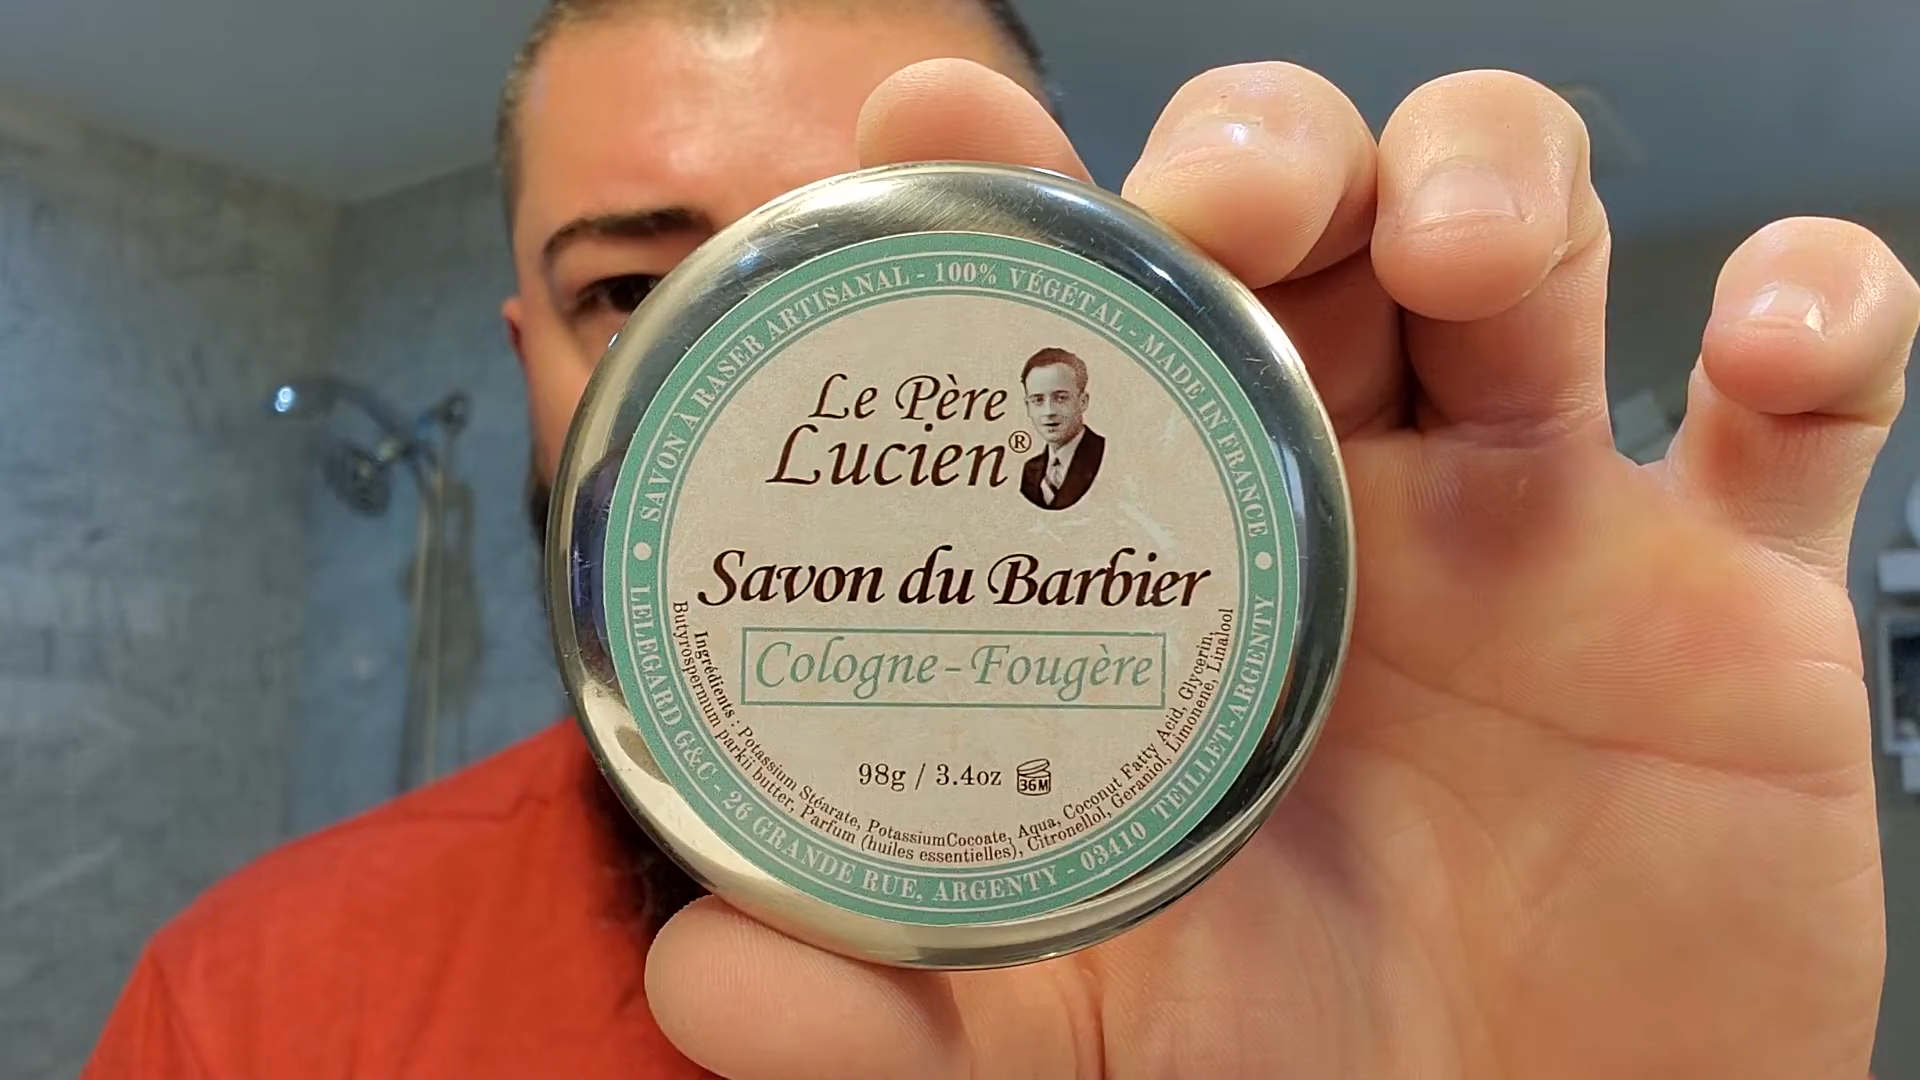 SAVON À RASER ARTISANAL - 100% VÉGÉTAL - MADE IN FRANCE
Le Père
Lucien®
Savon du Barbier
Cologne-Fougère
98g / 3.4oz
36M
Ingrédients : Potassium Stéarate, PotassiumCocoate, Aqua, Coconut Fatty Acid, Glycerin,
Butyrospermum parkii butter, Parfum (huiles essentielles), Citronellol, Geraniol, Limonene, Linalool
LELEGARD G&C - 26 GRANDE RUE, ARGENTY - 03410 TEILLET-ARGENTY